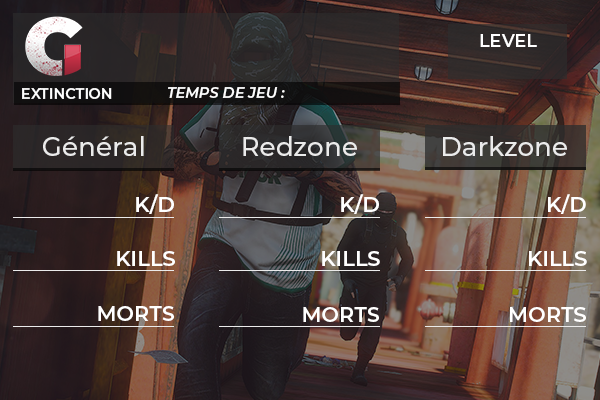 G
LEVEL
EXTINCTION
TEMPS DE JEU :
Général Redzone Darkzone
K/D K/D K/D
KILLS KILLS KILLS
MORTS MORTS MORTS